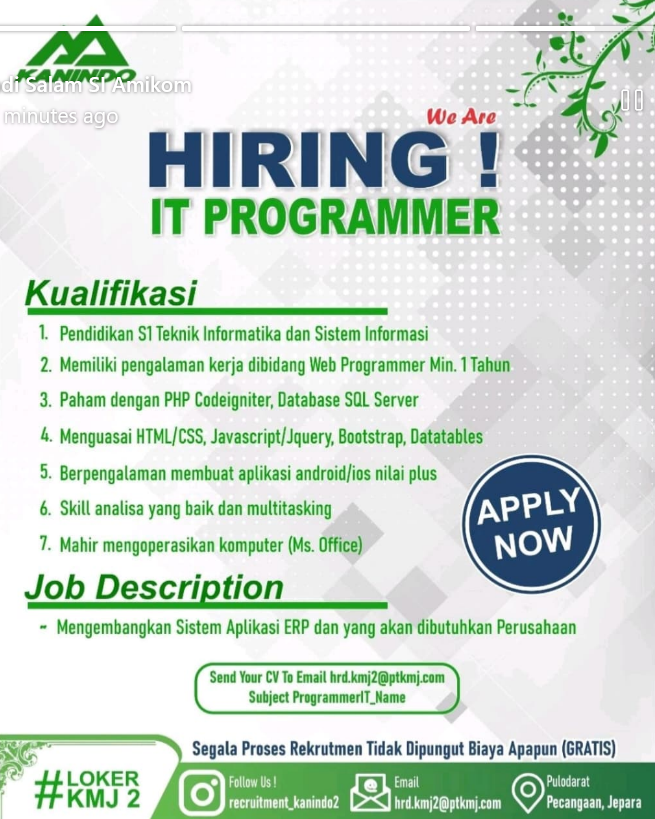 KANINDO
di Salam SI Amikom
minutes ago
We Are
HIRING !
IT PROGRAMMER
Kualifikasi
1. Pendidikan S1 Teknik Informatika dan Sistem Informasi
2. Memiliki pengalaman kerja dibidang Web Programmer Min. 1 Tahun
3. Paham dengan PHP Codeigniter, Database SQL Server
4. Menguasai HTML/CSS, Javascript/Jquery, Bootstrap, Datatables
5. Berpengalaman membuat aplikasi android/ios nilai plus
6. Skill analisa yang baik dan multitasking
7. Mahir mengoperasikan komputer (Ms. Office)
APPLY
NOW
Job Description
~ Mengembangkan Sistem Aplikasi ERP dan yang akan dibutuhkan Perusahaan
Send Your CV To Email hrd.kmj2@ptkmj.com
Subject ProgrammerIT_Name
Segala Proses Rekrutmen Tidak Dipungut Biaya Apapun (GRATIS)
#LOKER
KMJ 2
Follow Us !
recruitment_kanindo2
Email
hrd.kmj2@ptkmj.com
Pulodarat
Pecangaan, Jepara